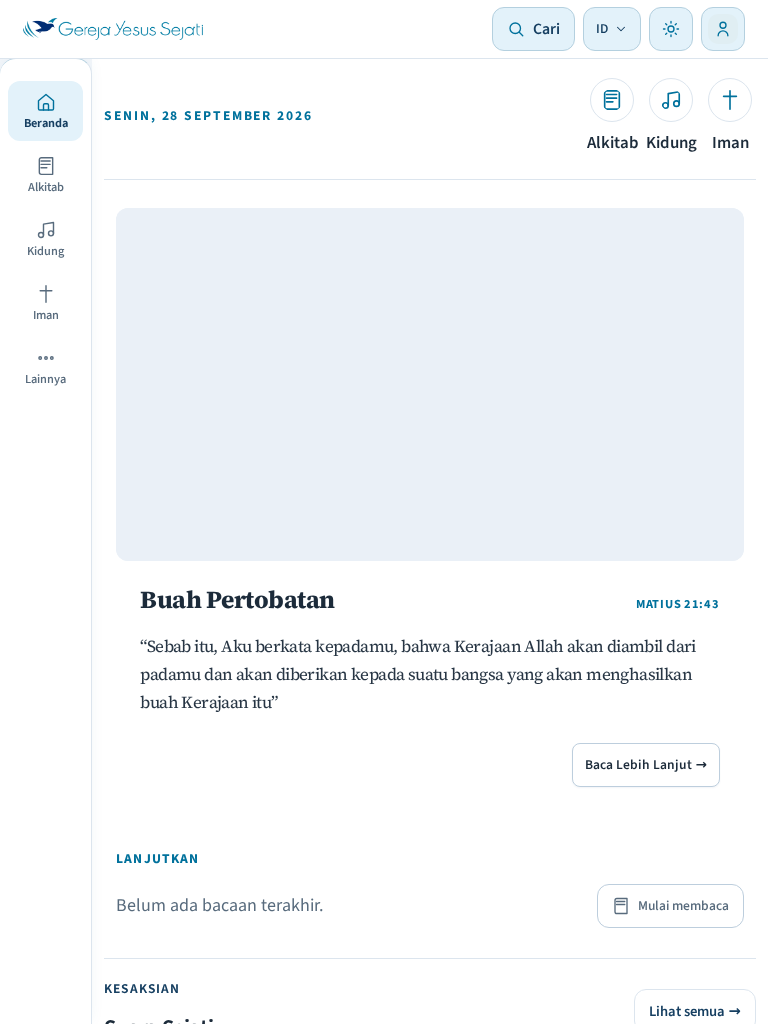 Gereja Yesus Sejati
Cari
ID
Beranda
Alkitab
Kidung
Iman
Lainnya
SENIN, 28 SEPTEMBER 2026
Alkitab
Kidung
Iman
Buah Pertobatan
MATIUS 21:43
“Sebab itu, Aku berkata kepadamu, bahwa Kerajaan Allah akan diambil dari
padamu dan akan diberikan kepada suatu bangsa yang akan menghasilkan
buah Kerajaan itu”
Baca Lebih Lanjut →
LANJUTKAN
Belum ada bacaan terakhir.
Mulai membaca
KESAKSIAN
Lihat semua →